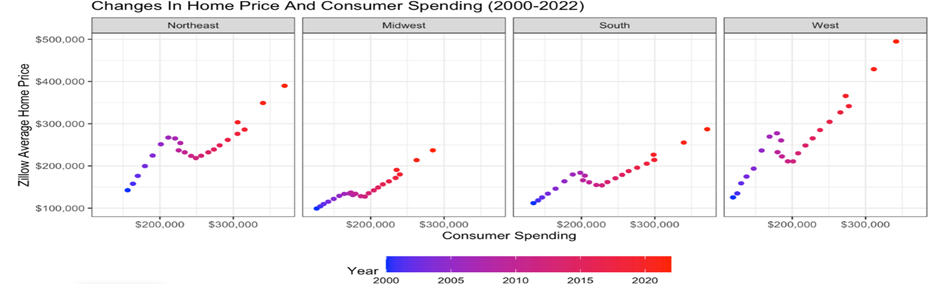 Changes In Home Price And Consumer Spending (2000-2022)
Northeast Midwest South West
Zillow Average Home Price
$500,000
$400,000
$300,000
$200,000
$100,000
$200,000 $300,000 $200,000 $300,000 $200,000 $300,000 $200,000 $300,000
Consumer Spending
Year
2000 2005 2010 2015 2020